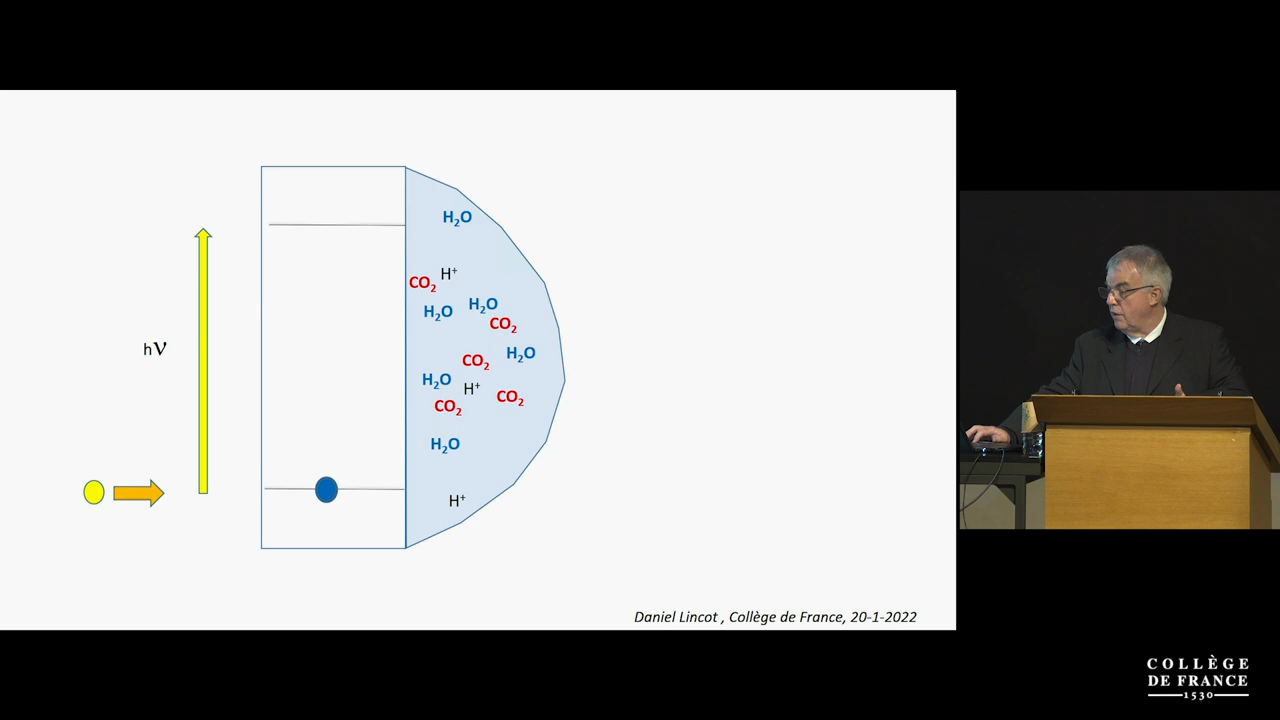 H₂O
CO₂ H⁺
H₂O H₂O
CO₂
hν
CO₂ H₂O
H₂O H⁺
CO₂ CO₂
H₂O
H⁺
Daniel Lincot , Collège de France, 20-1-2022
COLLÈGE
DE FRANCE
1530